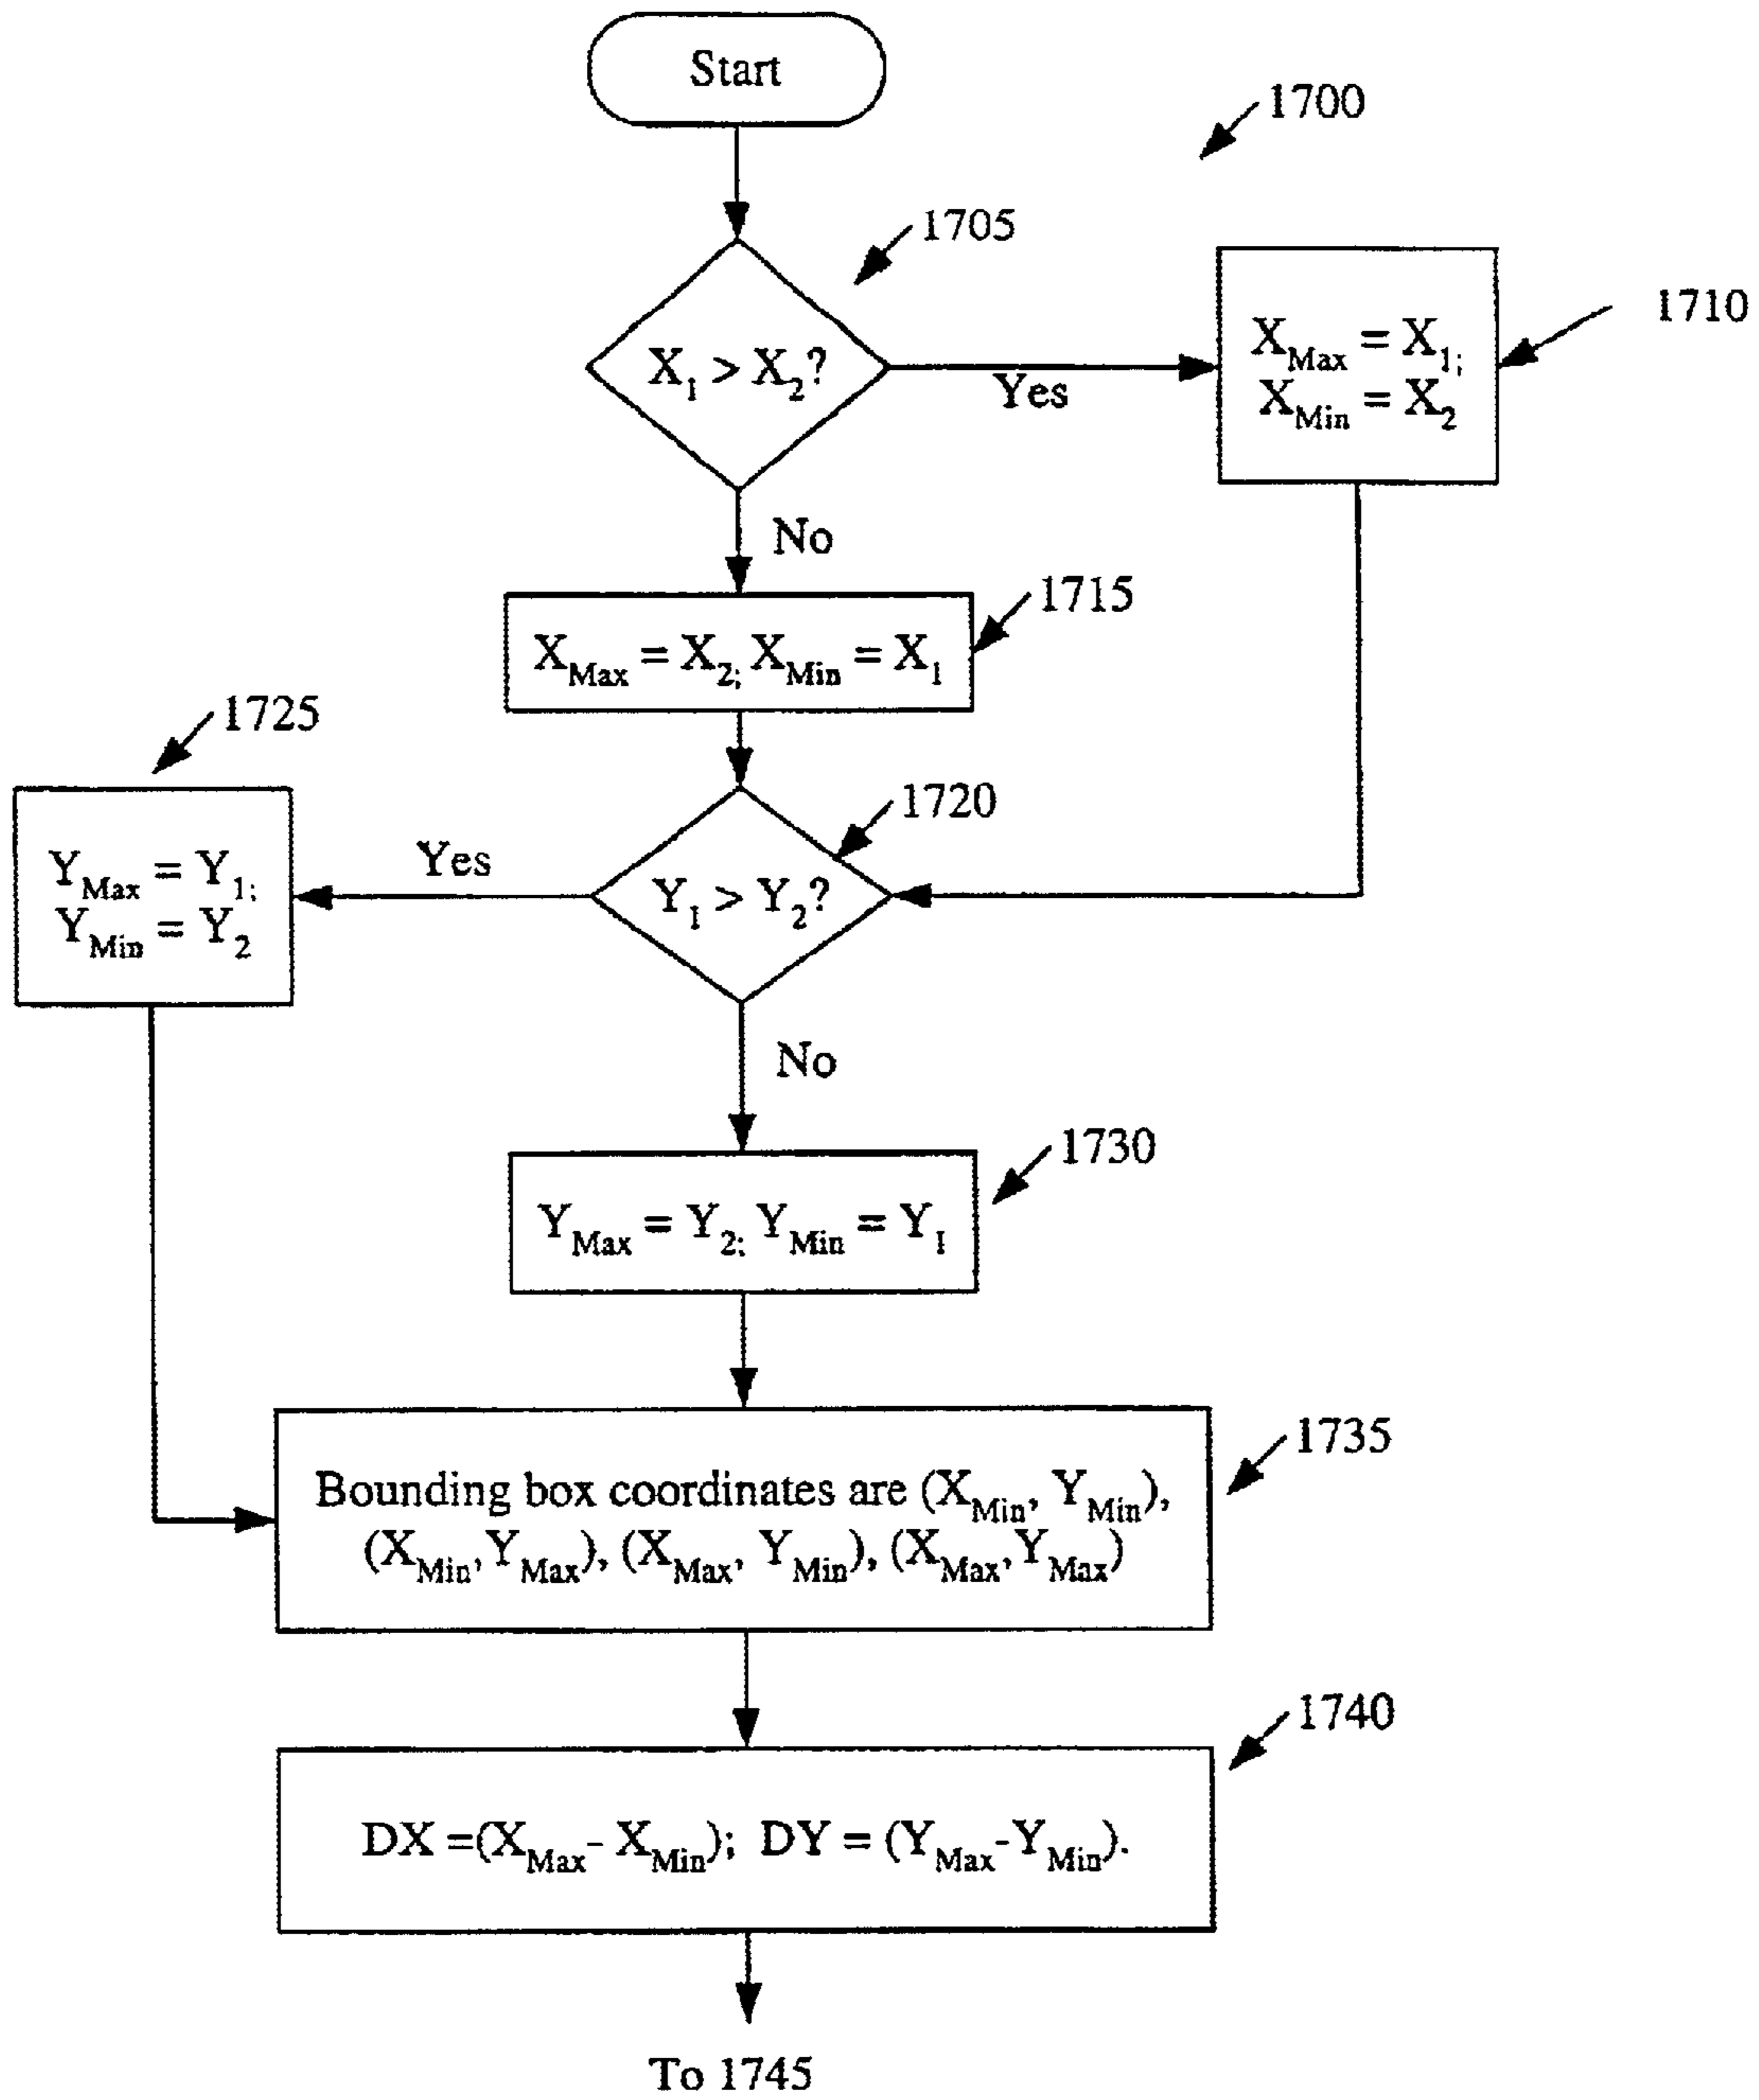 Start
1700
1705
X1 > X2?
Yes
1710
XMax = X1;
XMin = X2
No
1715
XMax = X2; XMin = X1
1725
1720
YMax = Y1;
YMin = Y2
Yes
Y1 > Y2?
No
1730
YMax = Y2; YMin = Y1
1735
Bounding box coordinates are (XMin, YMin),
(XMin, YMax), (XMax, YMin), (XMax, YMax)
1740
DX =(XMax- XMin); DY = (YMax-YMin).
To 1745